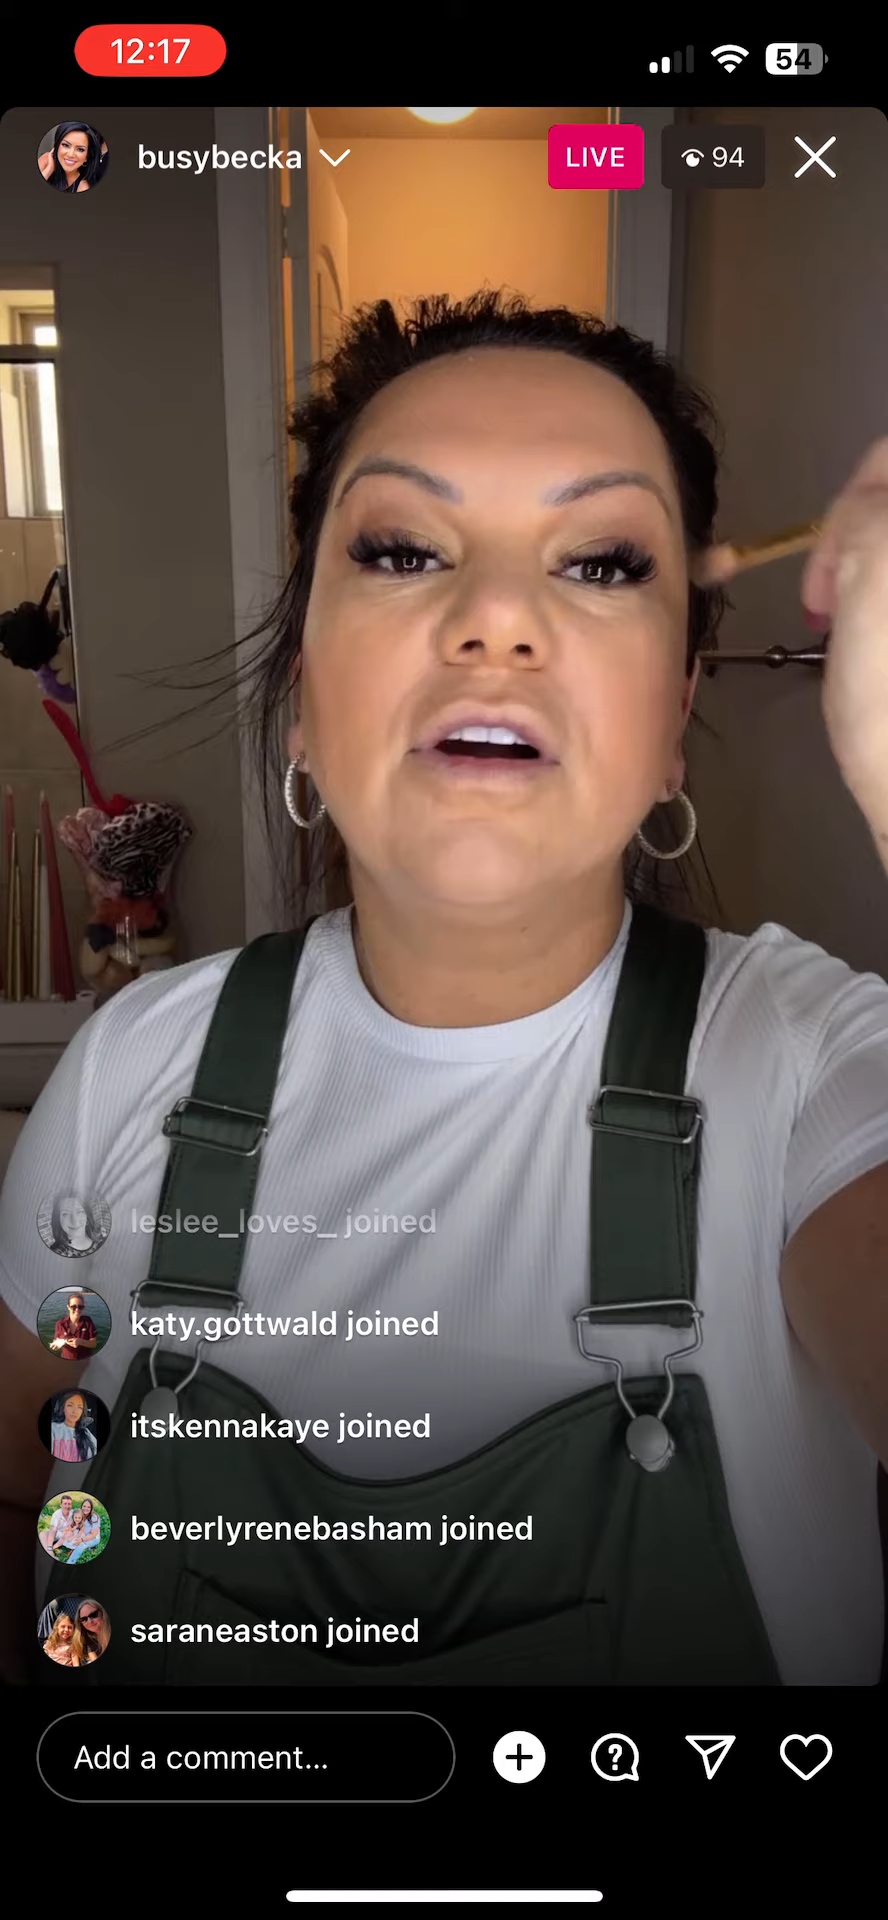 12:17
54
busybecka
LIVE
94
leslee_loves_ joined
katy.gottwald joined
itskennakaye joined
beverlyrenebasham joined
saraneaston joined
Add a comment...